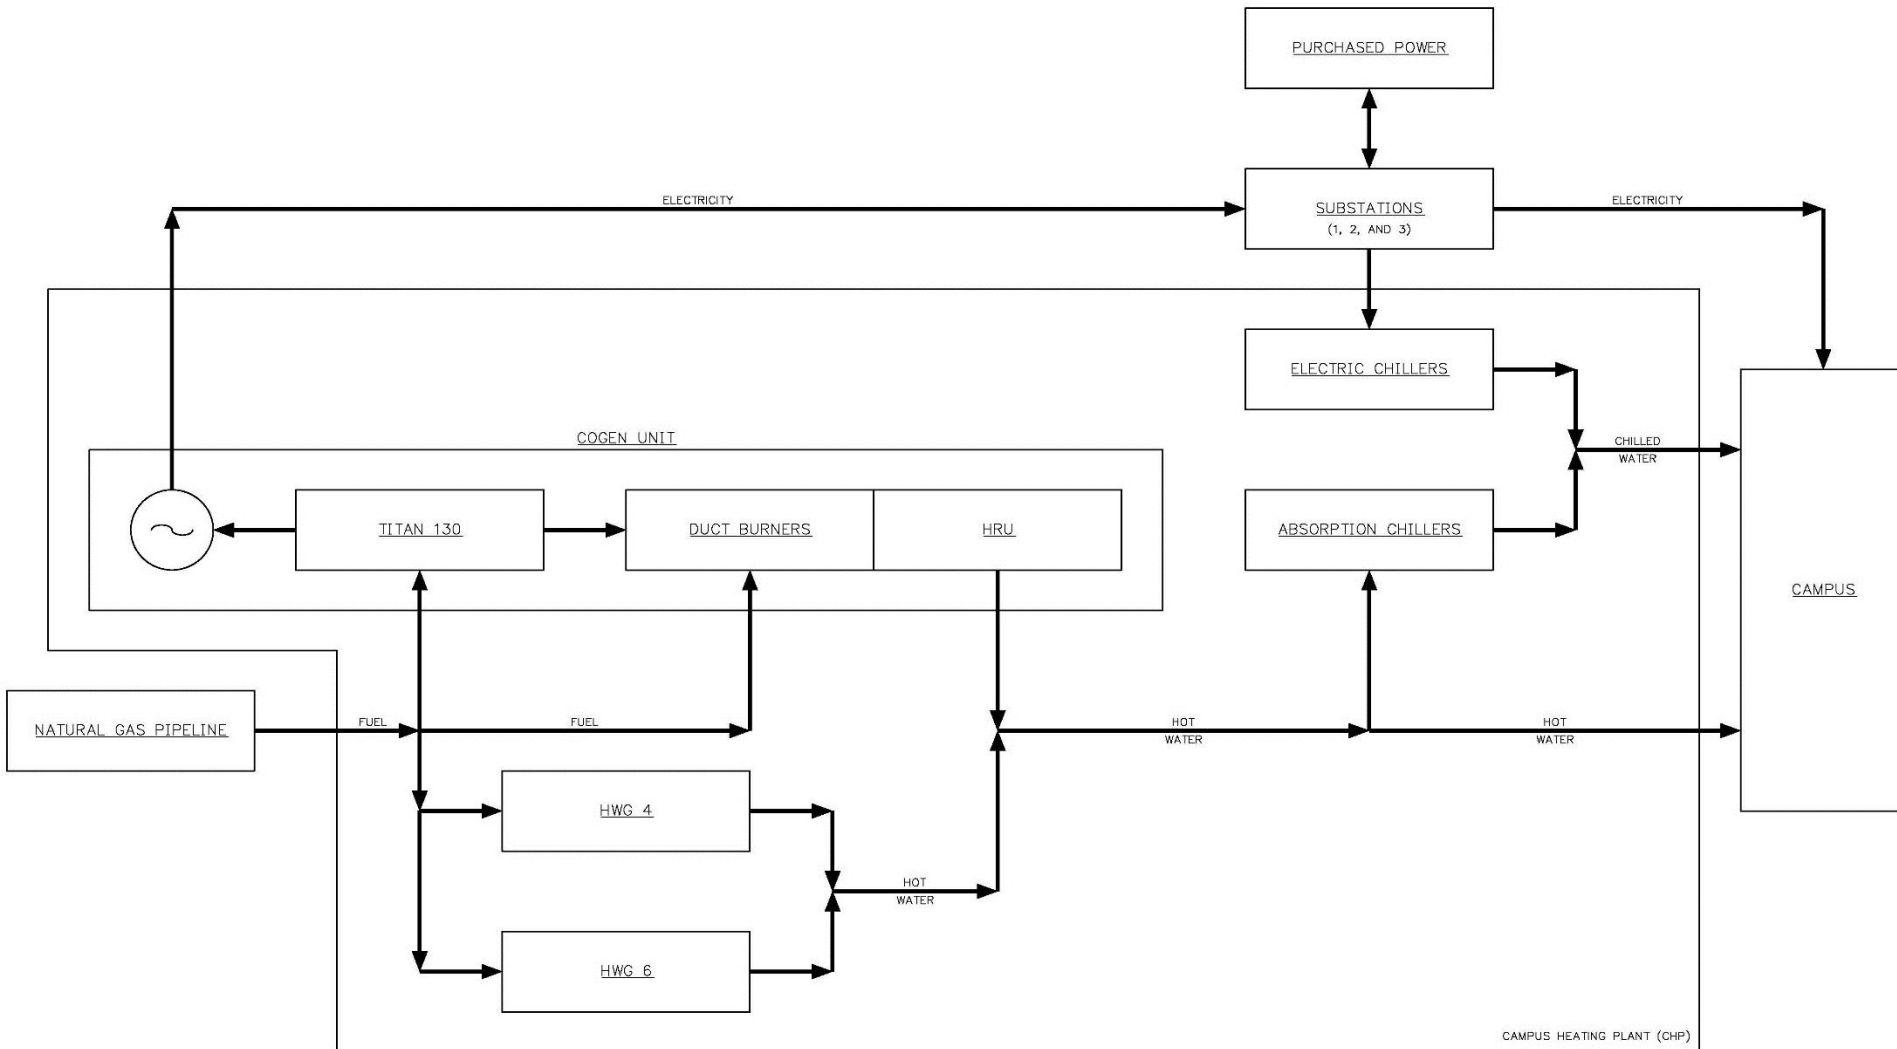 PURCHASED POWER
ELECTRICITY
SUBSTATIONS
(1, 2, AND 3)
ELECTRICITY
ELECTRIC CHILLERS
COGEN UNIT
CHILLED
WATER
TITAN 130
DUCT BURNERS
HRU
ABSORPTION CHILLERS
CAMPUS
NATURAL GAS PIPELINE
FUEL
FUEL
HOT
WATER
HOT
WATER
HWG 4
HOT
WATER
HWG 6
CAMPUS HEATING PLANT (CHP)